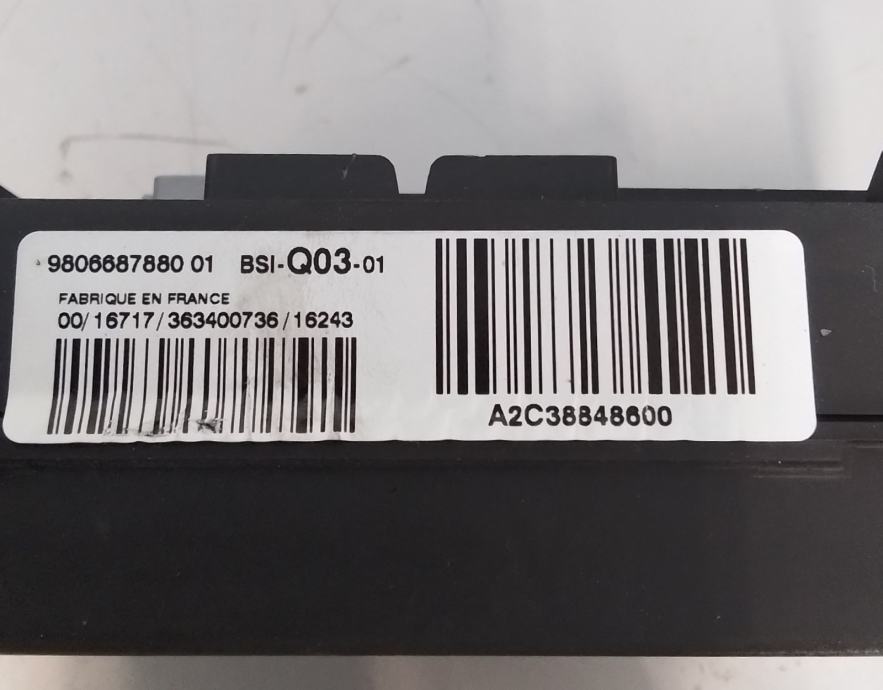 9806687880 01 BSI-Q03-01
FABRIQUE EN FRANCE
00/16717/363400736/16243
A2C38848600